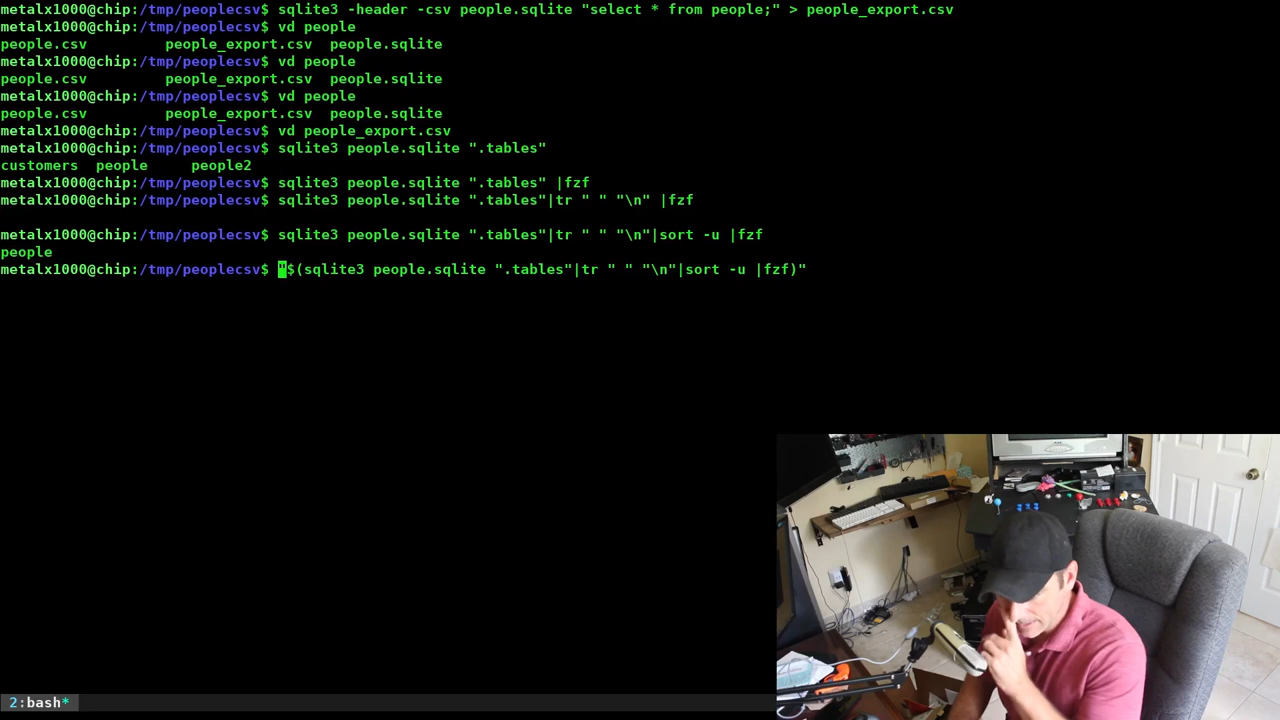 metalx1000@chip:/tmp/peoplecsv$ sqlite3 -header -csv people.sqlite "select * from people;" > people_export.csv
metalx1000@chip:/tmp/peoplecsv$ vd people
people.csv         people_export.csv  people.sqlite
metalx1000@chip:/tmp/peoplecsv$ vd people
people.csv         people_export.csv  people.sqlite
metalx1000@chip:/tmp/peoplecsv$ vd people
people.csv         people_export.csv  people.sqlite
metalx1000@chip:/tmp/peoplecsv$ vd people_export.csv
metalx1000@chip:/tmp/peoplecsv$ sqlite3 people.sqlite ".tables"
customers  people     people2
metalx1000@chip:/tmp/peoplecsv$ sqlite3 people.sqlite ".tables" |fzf
metalx1000@chip:/tmp/peoplecsv$ sqlite3 people.sqlite ".tables"|tr " " "\n" |fzf
metalx1000@chip:/tmp/peoplecsv$ sqlite3 people.sqlite ".tables"|tr " " "\n"|sort -u |fzf
people
metalx1000@chip:/tmp/peoplecsv$ "$(sqlite3 people.sqlite ".tables"|tr " " "\n"|sort -u |fzf)"
2:bash*